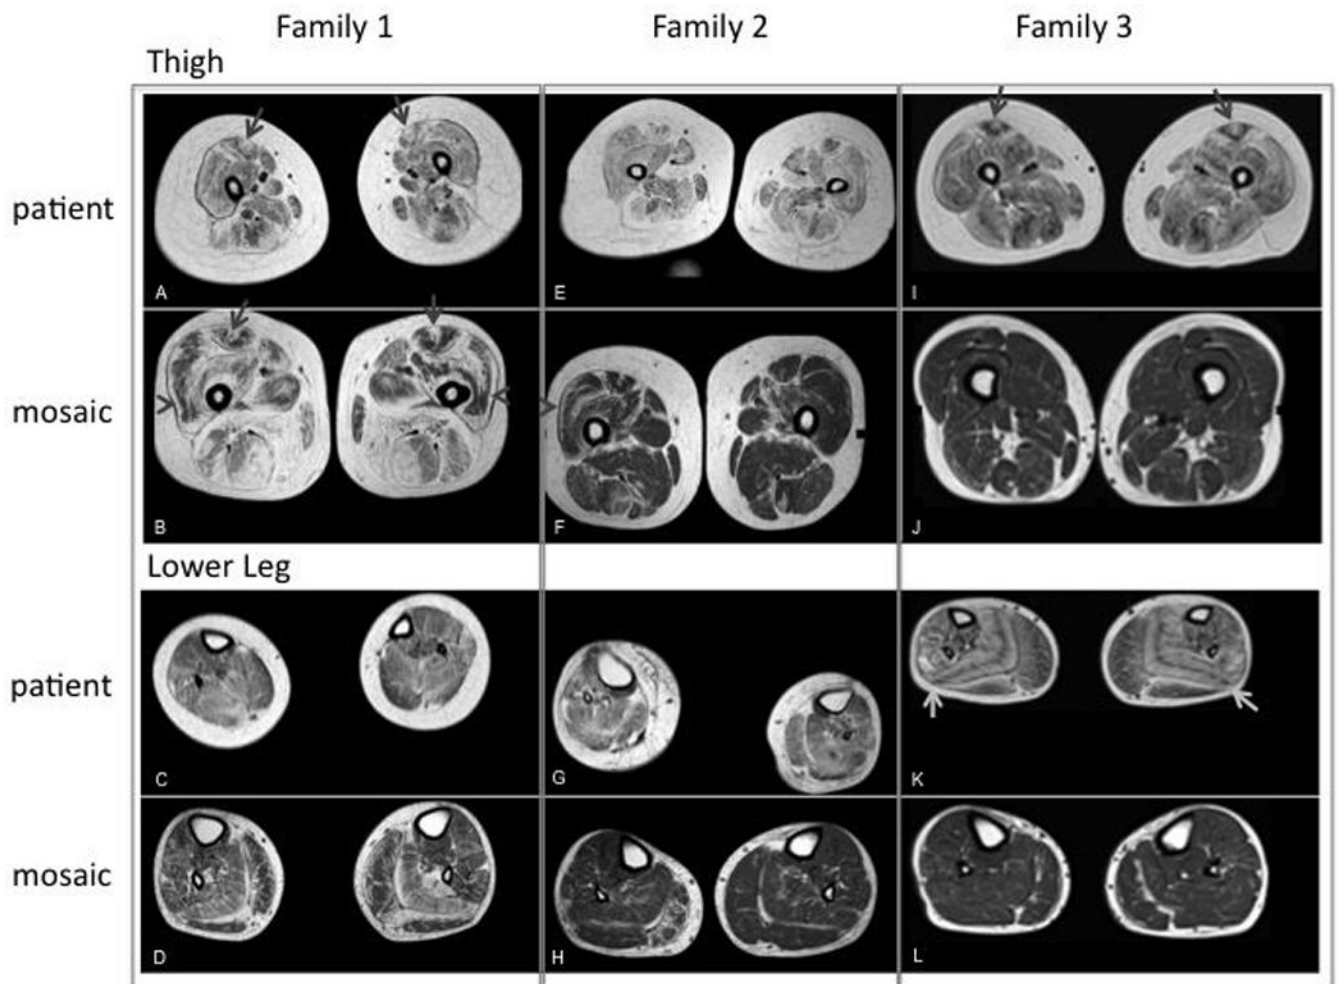 Family 1 Family 2 Family 3
Thigh
patient
A E I
mosaic
B F J
Lower Leg
patient
C G K
mosaic
D H L